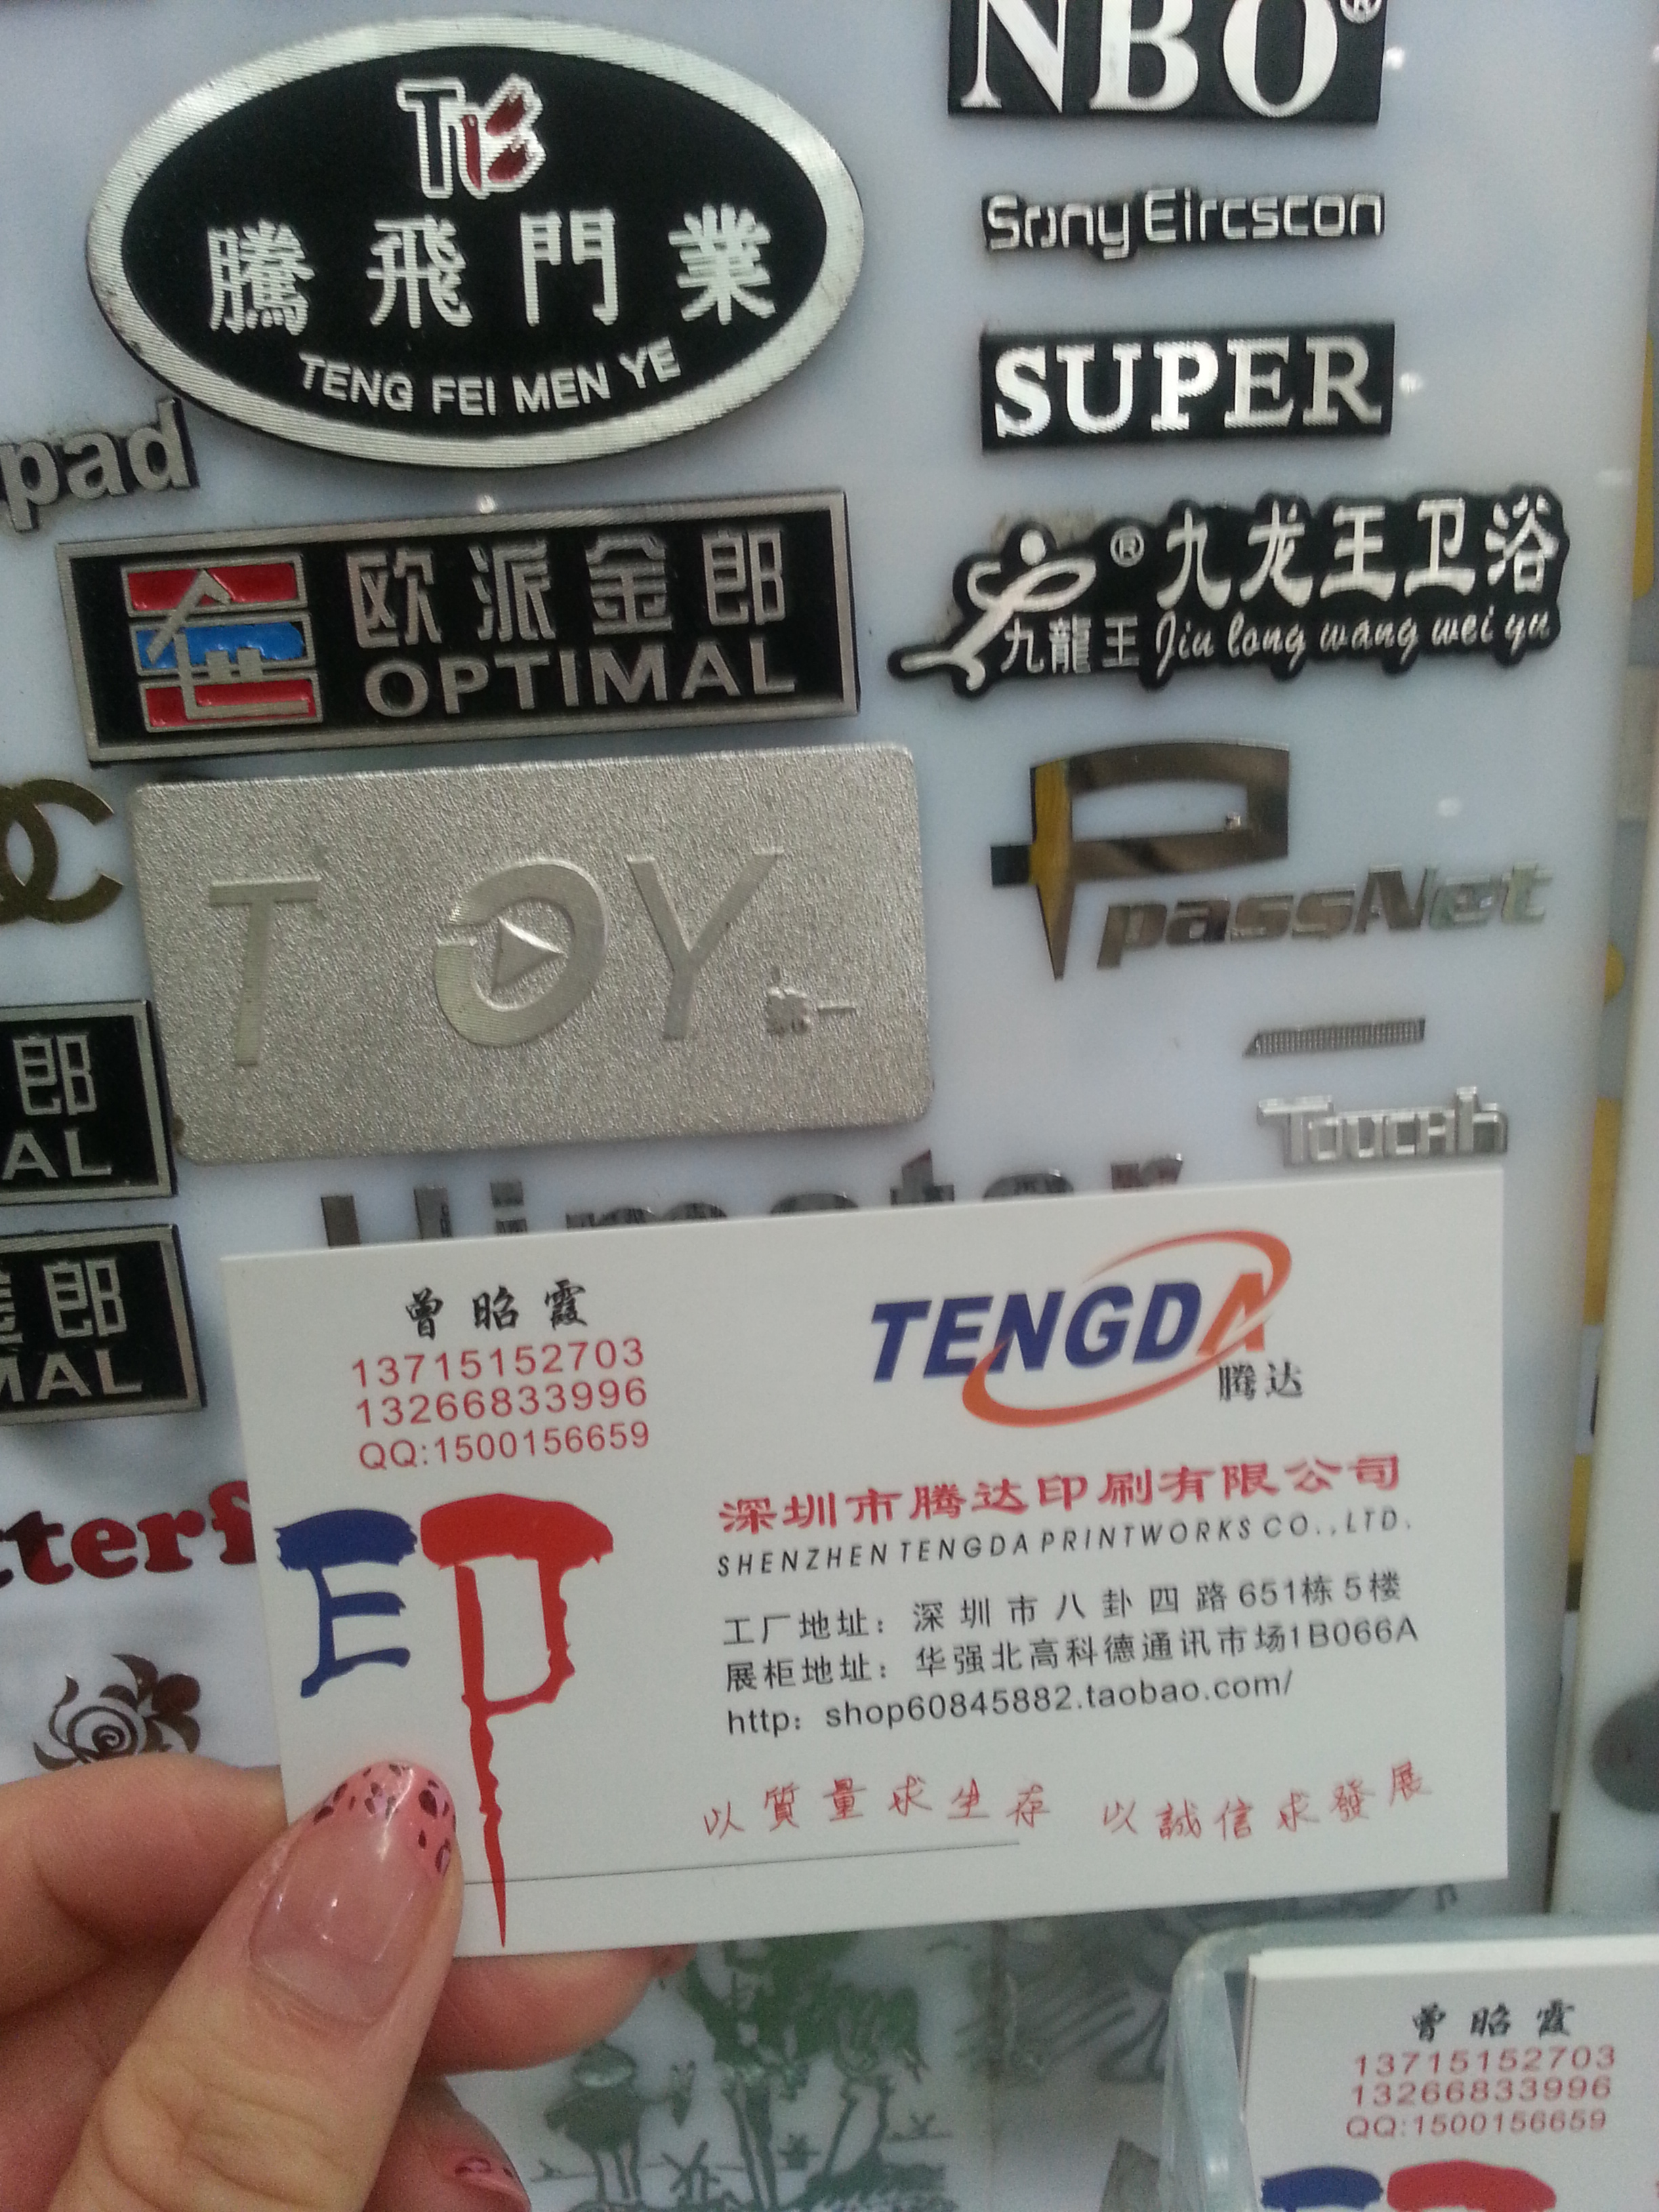 NBO®
騰飛門業
TENG FEI MEN YE
Sony Eircscon
SUPER
pad
欧派金郎
OPTIMAL
®九龙王卫浴
九龍王 Jiu long wang wei yu
T OY
passNet
郎
AL
Touch
郎
MAL
tterf
曾昭霞
13715152703
13266833996
QQ:1500156659
TENGDA
腾达
深圳市腾达印刷有限公司
SHENZHEN TENGDA PRINTWORKS CO.,LTD.
工厂地址：深圳市八卦四路651栋5楼
展柜地址：华强北高科德通讯市场1B066A
http: shop60845882.taobao.com/
以質量求生存 以誠信求發展
曾昭霞
13715152703
13266833996
QQ:1500156659